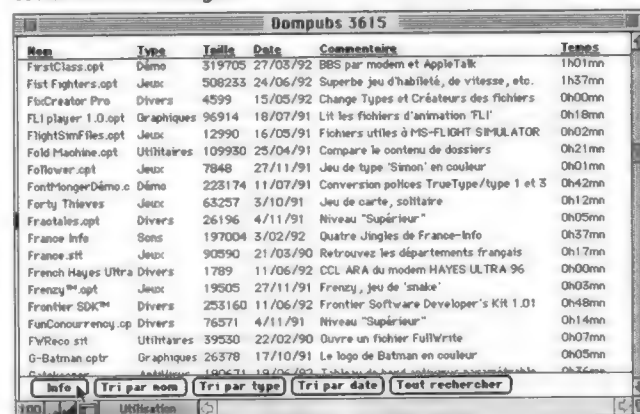 Dompubs 3615
Nom Type Taille Date Commentaire Temps
FirstClass.cpt Démo 319705 27/03/92 BBS par modem et AppleTalk 1h01mn
Fist Fighters.cpt Jeux 508233 24/06/92 Superbe jeu d'habileté, de vitesse, etc. 1h37mn
FixCreator Pro Divers 4599 15/05/92 Change Types et Créateurs des fichiers 0h00mn
FLI player 1.0.cpt Graphiques 96914 18/07/91 Lit les fichiers d'animation 'FLI' 0h18mn
FlightSimFiles.cpt Jeux 12990 16/05/91 Fichiers utiles à MS-FLIGHT SIMULATOR 0h02mn
Fold Machine.cpt Utilitaires 109930 25/04/91 Compare le contenu de dossiers 0h21mn
Follower.cpt Jeux 7848 27/11/91 Jeu de type 'Simon' en couleur 0h01mn
FontMongerDémo.c Démo 223174 11/07/91 Conversion polices TrueType/type 1 et 3 0h42mn
Forty Thieves Jeux 63257 3/10/91 Jeu de carte, solitaire 0h12mn
Fractales.cpt Divers 26196 4/11/91 Niveau "Supérieur" 0h05mn
France Info Sons 197004 3/02/92 Quatre Jingles de France-Info 0h37mn
France.sit Jeux 90590 21/03/90 Retrouvez les départements français 0h17mn
French Hayes Ultra Divers 1789 11/06/92 CCL ARA du modem HAYES ULTRA 96 0h00mn
Frenzy™.cpt Jeux 19505 27/11/91 Frenzy, jeu de 'snake' 0h03mn
Frontier SDK™ Divers 253160 11/06/92 Frontier Software Developer's Kit 1.01 0h48mn
FunConcurrency.cp Divers 76571 4/11/91 Niveau "Supérieur" 0h14mn
FWReco sit Utilitaires 39530 22/02/90 Ouvre un fichier FullWrite 0h07mn
G-Batman cptr Graphiques 26378 17/10/91 Le logo de Batman en couleur 0h05mn
Info Tri par nom Tri par type Tri par date Tout rechercher
100 Utilisation